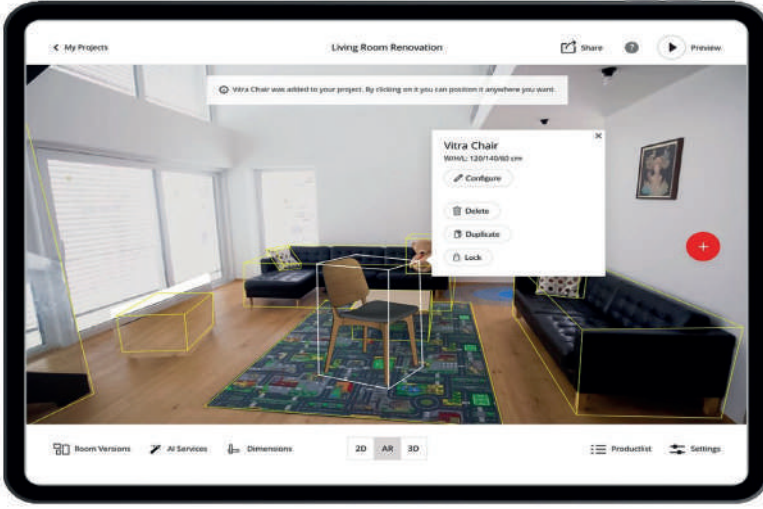 My Projects
Living Room Renovation
Share
?
Preview
Vitra Chair was added to your project. By clicking on it you can position it anywhere you want.
Vitra Chair
W/H/L: 120/140/60 cm
Configure
Delete
Duplicate
Lock
Room Versions
AI Services
Dimensions
2D AR 3D
Productlist
Settings